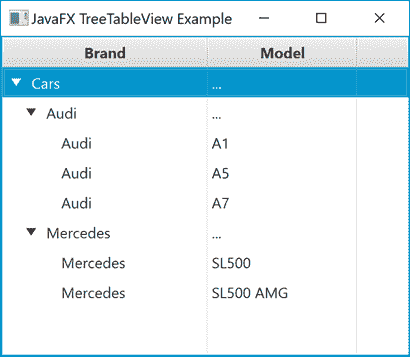 JavaFX TreeTableView Example
Brand Model
Cars ...
Audi ...
Audi A1
Audi A5
Audi A7
Mercedes ...
Mercedes SL500
Mercedes SL500 AMG